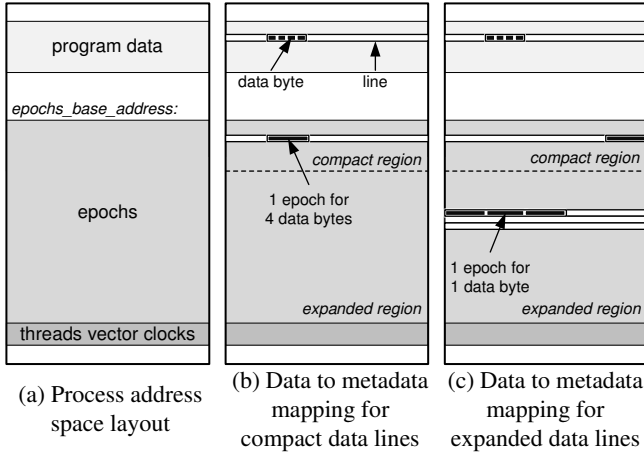 program data
epochs_base_address:
epochs
threads vector clocks
(a) Process address
space layout
data byte
line
compact region
1 epoch for
4 data bytes
expanded region
(b) Data to metadata
mapping for
compact data lines
compact region
1 epoch for
1 data byte
expanded region
(c) Data to metadata
mapping for
expanded data lines